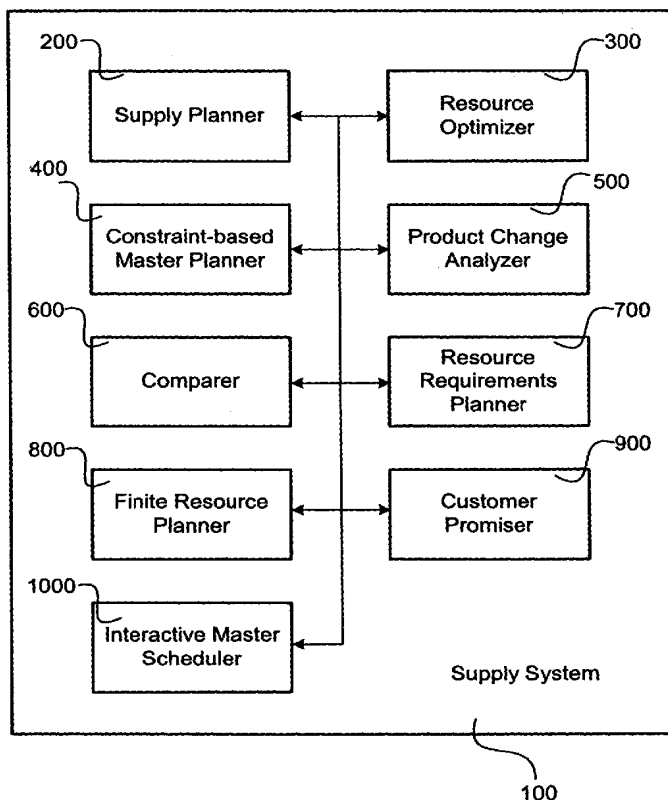 200
300
Supply Planner
Resource
Optimizer
400
500
Constraint-based
Master Planner
Product Change
Analyzer
600
700
Comparer
Resource
Requirements
Planner
800
900
Finite Resource
Planner
Customer
Promiser
1000
Interactive Master
Scheduler
Supply System
100